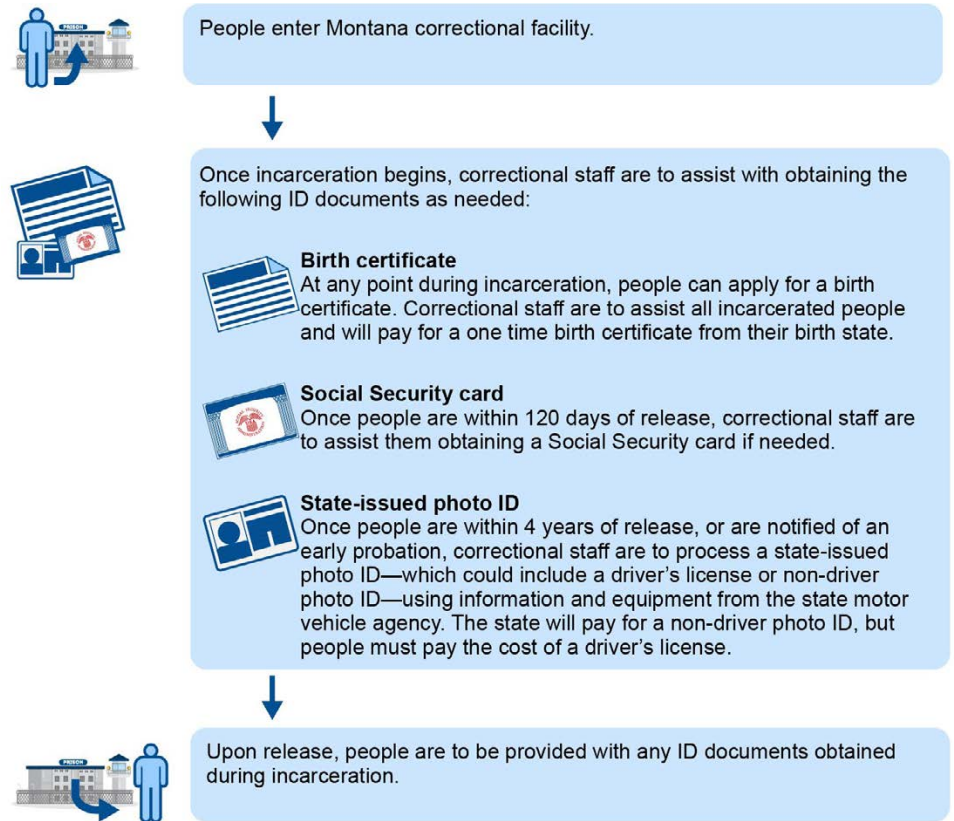 PRISON
People enter Montana correctional facility.
Once incarceration begins, correctional staff are to assist with obtaining the
following ID documents as needed:
Birth certificate
At any point during incarceration, people can apply for a birth
certificate. Correctional staff are to assist all incarcerated people
and will pay for a one time birth certificate from their birth state.
Social Security card
Once people are within 120 days of release, correctional staff are
to assist them obtaining a Social Security card if needed.
State-issued photo ID
Once people are within 4 years of release, or are notified of an
early probation, correctional staff are to process a state-issued
photo ID—which could include a driver’s license or non-driver
photo ID—using information and equipment from the state motor
vehicle agency. The state will pay for a non-driver photo ID, but
people must pay the cost of a driver’s license.
PRISON
Upon release, people are to be provided with any ID documents obtained
during incarceration.